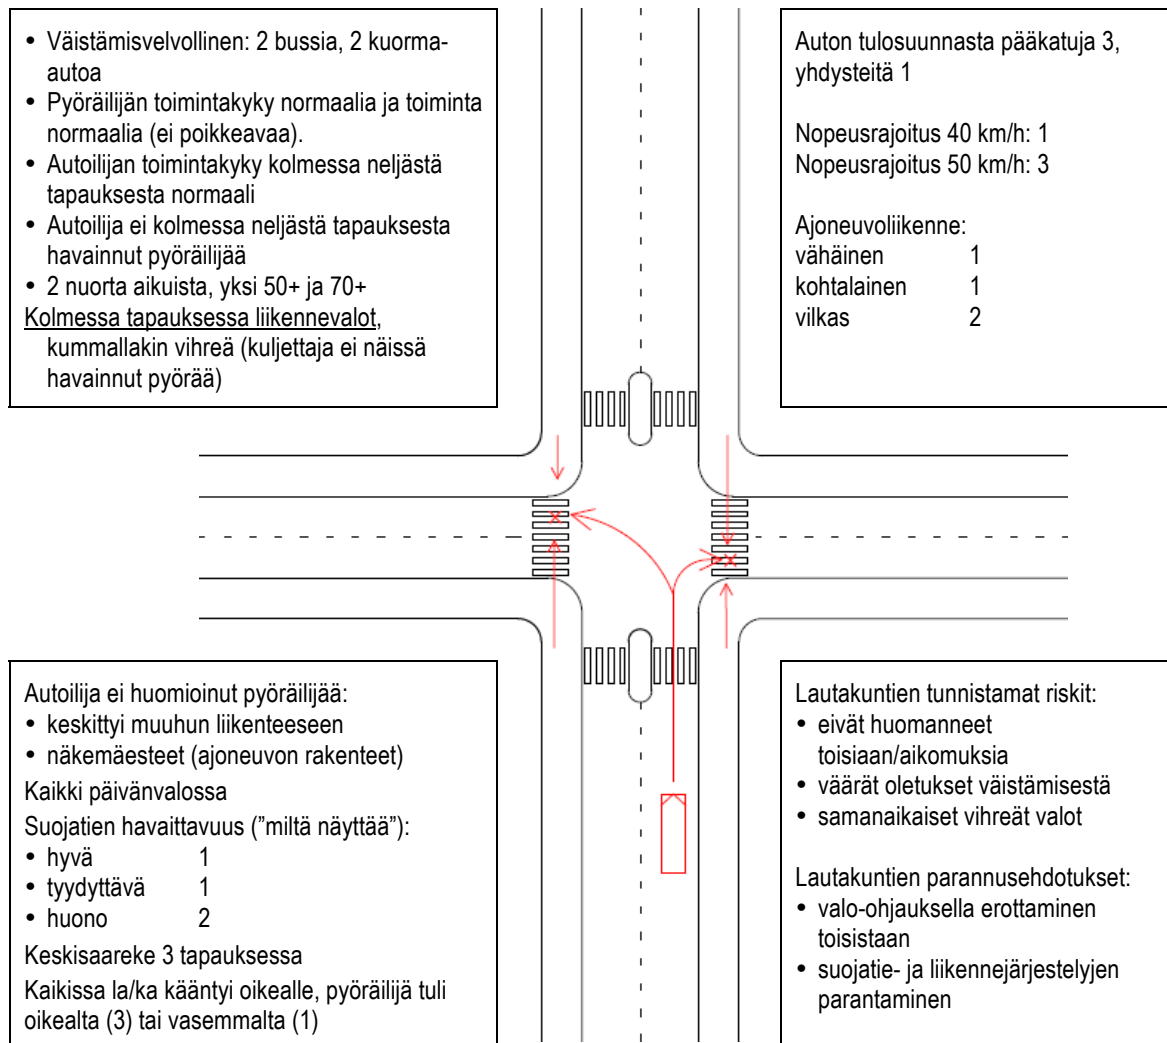 • Väistämisvelvollinen: 2 bussia, 2 kuorma-
autoa
• Pyöräilijän toimintakyky normaalia ja toiminta
normaalia (ei poikkeavaa).
• Autoilijan toimintakyky kolmessa neljästä
tapauksesta normaali
• Autoilija ei kolmessa neljästä tapauksesta
havainnut pyöräilijää
• 2 nuorta aikuista, yksi 50+ ja 70+
Kolmessa tapauksessa liikennevalot,
kummallakin vihreä (kuljettaja ei näissä
havainnut pyörää)
Auton tulosuunnasta pääkatuja 3,
yhdysteitä 1
Nopeusrajoitus 40 km/h: 1
Nopeusrajoitus 50 km/h: 3
Ajoneuvoliikenne:
vähäinen 1
kohtalainen 1
vilkas 2
Autoilija ei huomioinut pyöräilijää:
• keskittyi muuhun liikenteeseen
• näkemäesteet (ajoneuvon rakenteet)
Kaikki päivänvalossa
Suojatien havaittavuus ("miltä näyttää"):
• hyvä 1
• tyydyttävä 1
• huono 2
Keskisaareke 3 tapauksessa
Kaikissa la/ka kääntyi oikealle, pyöräilijä tuli
oikealta (3) tai vasemmalta (1)
Lautakuntien tunnistamat riskit:
• eivät huomanneet
toisiaan/aikomuksia
• väärät oletukset väistämisestä
• samanaikaiset vihreät valot
Lautakuntien parannusehdotukset:
• valo-ohjauksella erottaminen
toisistaan
• suojatie- ja liikennejärjestelyjen
parantaminen